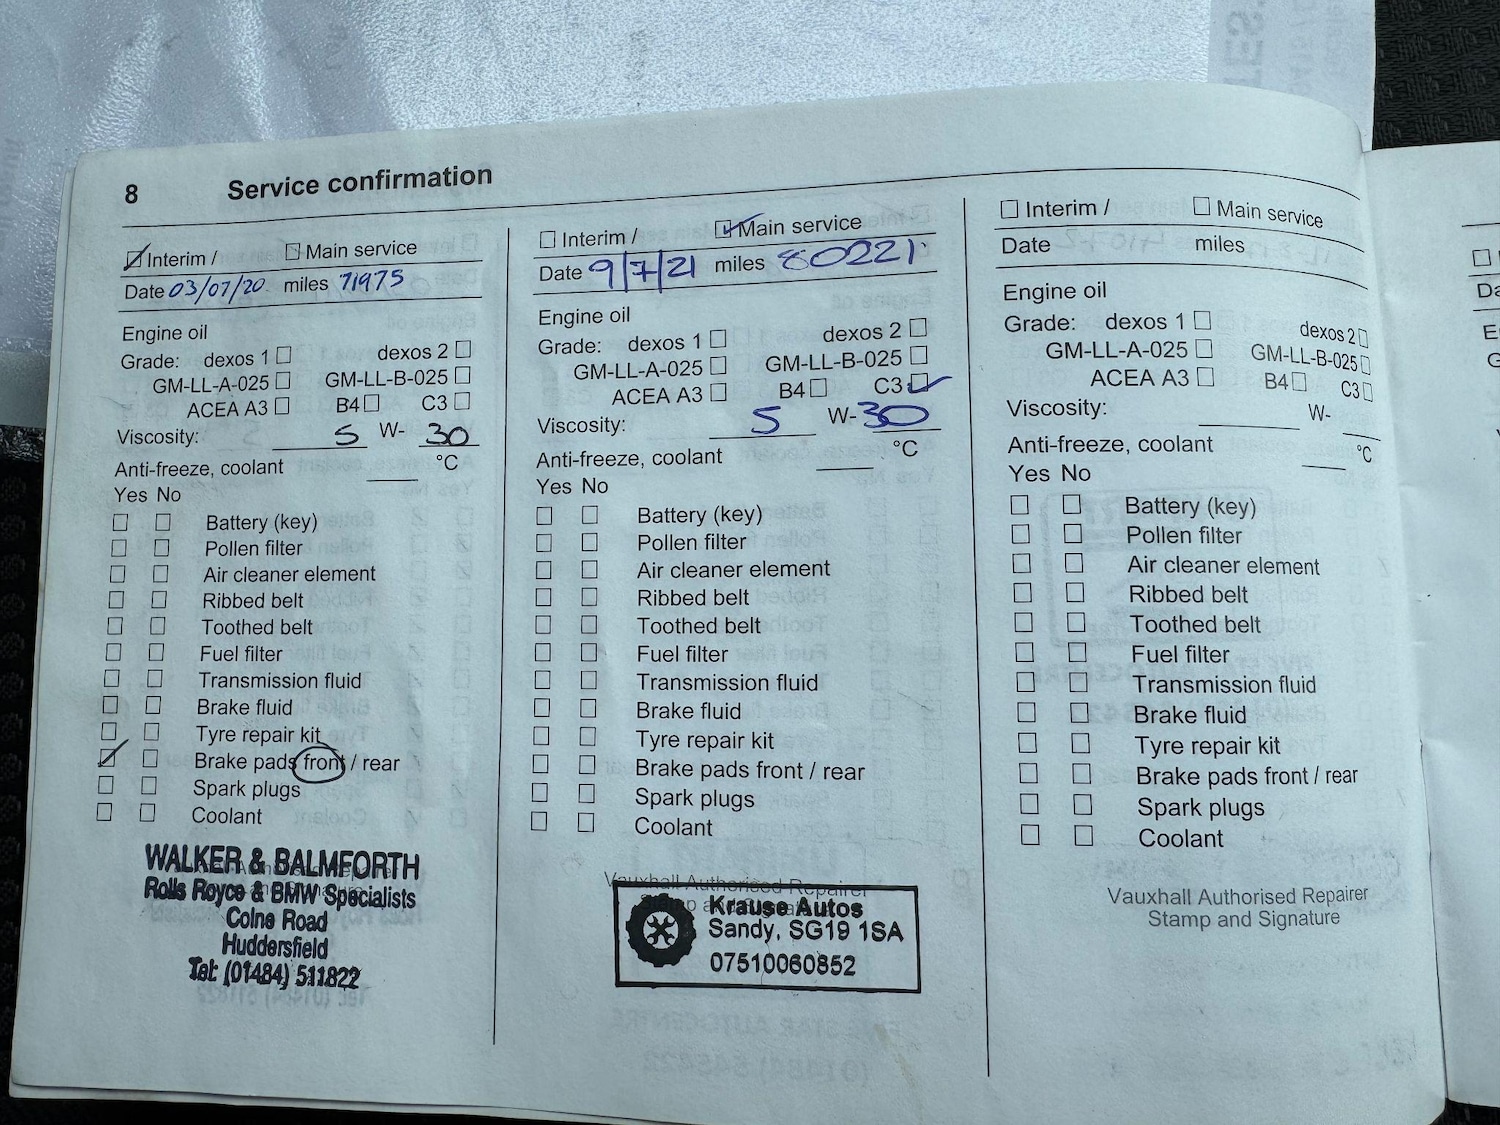 8 Service confirmation
Interim / Main service
Date 03/07/20 miles 71975
Engine oil
Grade: dexos 1 dexos 2
GM-LL-A-025 GM-LL-B-025
ACEA A3 B4 C3
Viscosity: 5 W- 30
Anti-freeze, coolant °C
Yes No
Battery (key)
Pollen filter
Air cleaner element
Ribbed belt
Toothed belt
Fuel filter
Transmission fluid
Brake fluid
Tyre repair kit
Brake pads front / rear
Spark plugs
Coolant
WALKER & BALMFORTH
Rolls Royce & BMW Specialists
Colne Road
Huddersfield
Tel: (01484) 511822
Interim / Main service
Date 9/7/21 miles 80221
Engine oil
Grade: dexos 1 dexos 2
GM-LL-A-025 GM-LL-B-025
ACEA A3 B4 C3
Viscosity: 5 W-30
Anti-freeze, coolant °C
Yes No
Battery (key)
Pollen filter
Air cleaner element
Ribbed belt
Toothed belt
Fuel filter
Transmission fluid
Brake fluid
Tyre repair kit
Brake pads front / rear
Spark plugs
Coolant
Vauxhall Authorised Repairer
Krause Autos
Sandy, SG19 1SA
07510060852
Interim / Main service
Date miles
Engine oil
Grade: dexos 1 dexos 2
GM-LL-A-025 GM-LL-B-025
ACEA A3 B4 C3
Viscosity: W-
Anti-freeze, coolant °C
Yes No
Battery (key)
Pollen filter
Air cleaner element
Ribbed belt
Toothed belt
Fuel filter
Transmission fluid
Brake fluid
Tyre repair kit
Brake pads front / rear
Spark plugs
Coolant
Vauxhall Authorised Repairer
Stamp and Signature